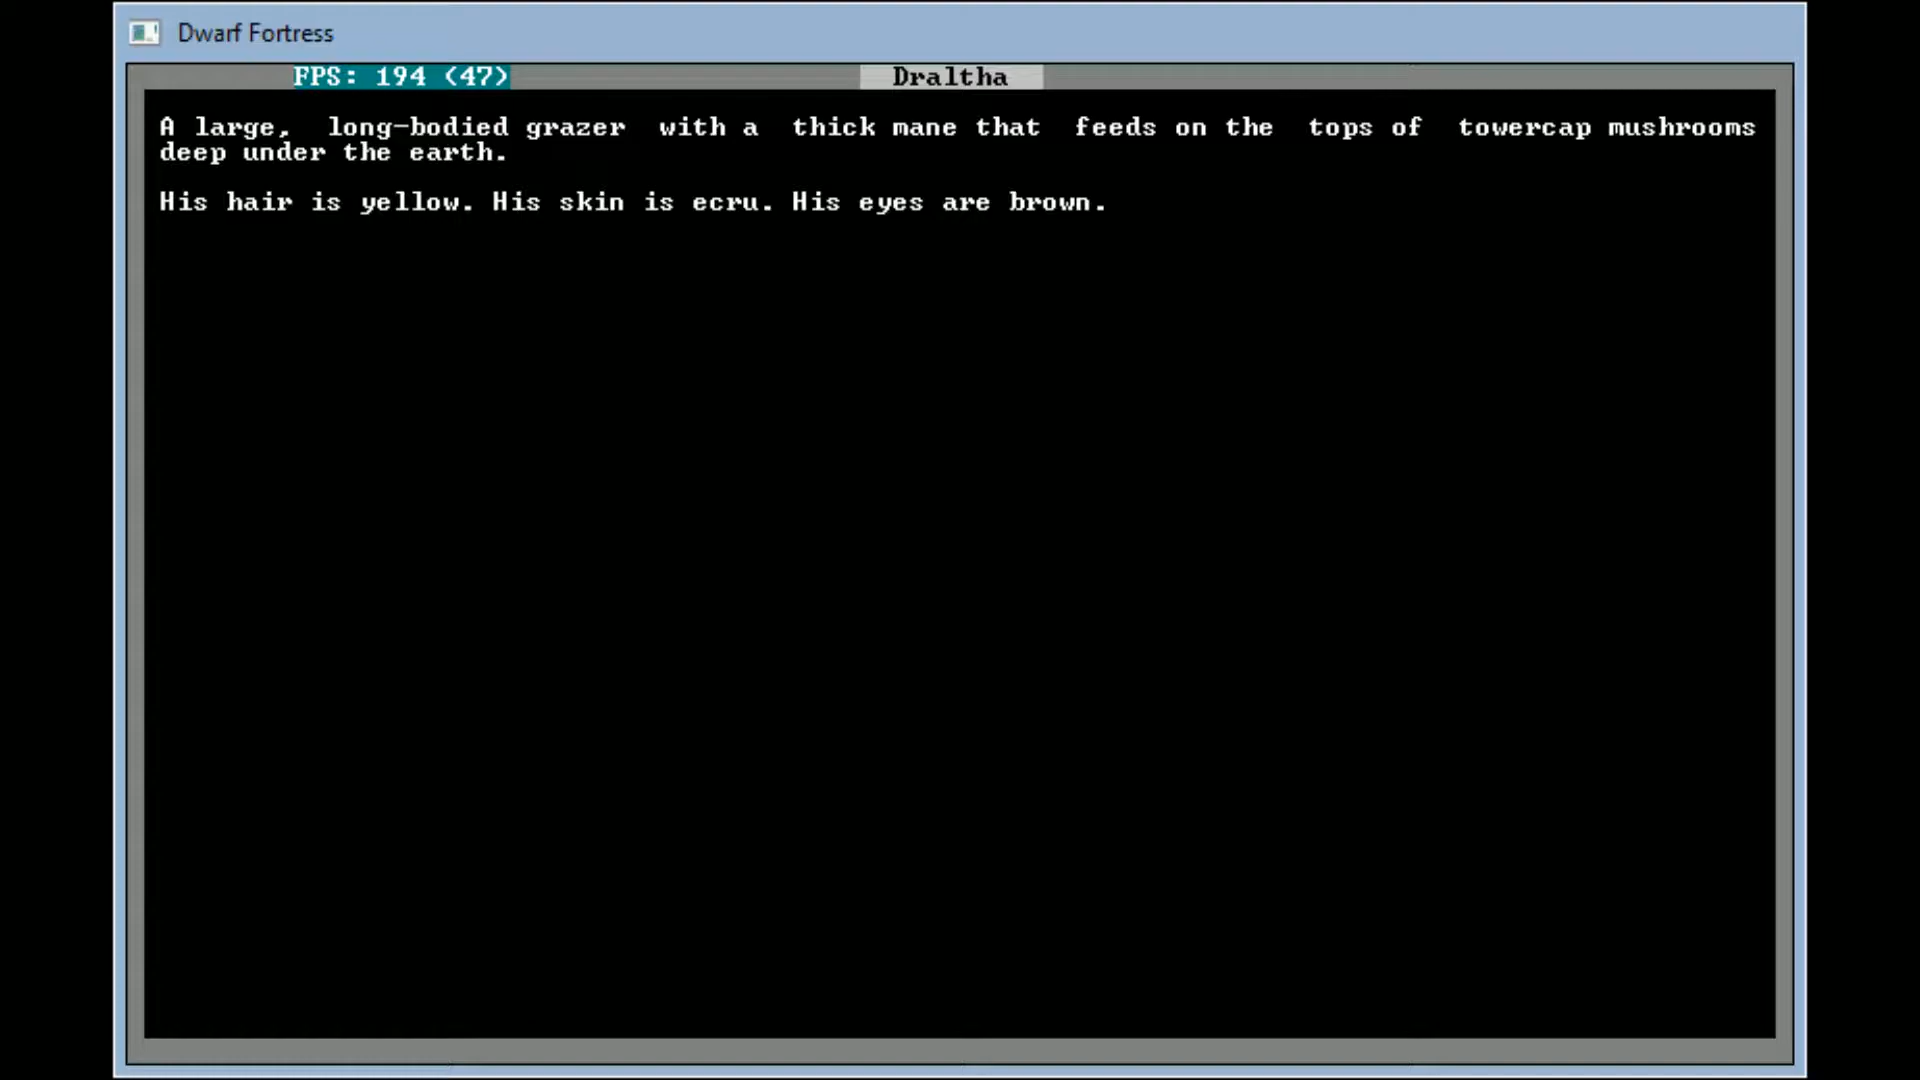 Dwarf Fortress
FPS: 194 (47)
Draltha
A large, long-bodied grazer with a thick mane that feeds on the tops of towercap mushrooms
deep under the earth.
His hair is yellow. His skin is ecru. His eyes are brown.